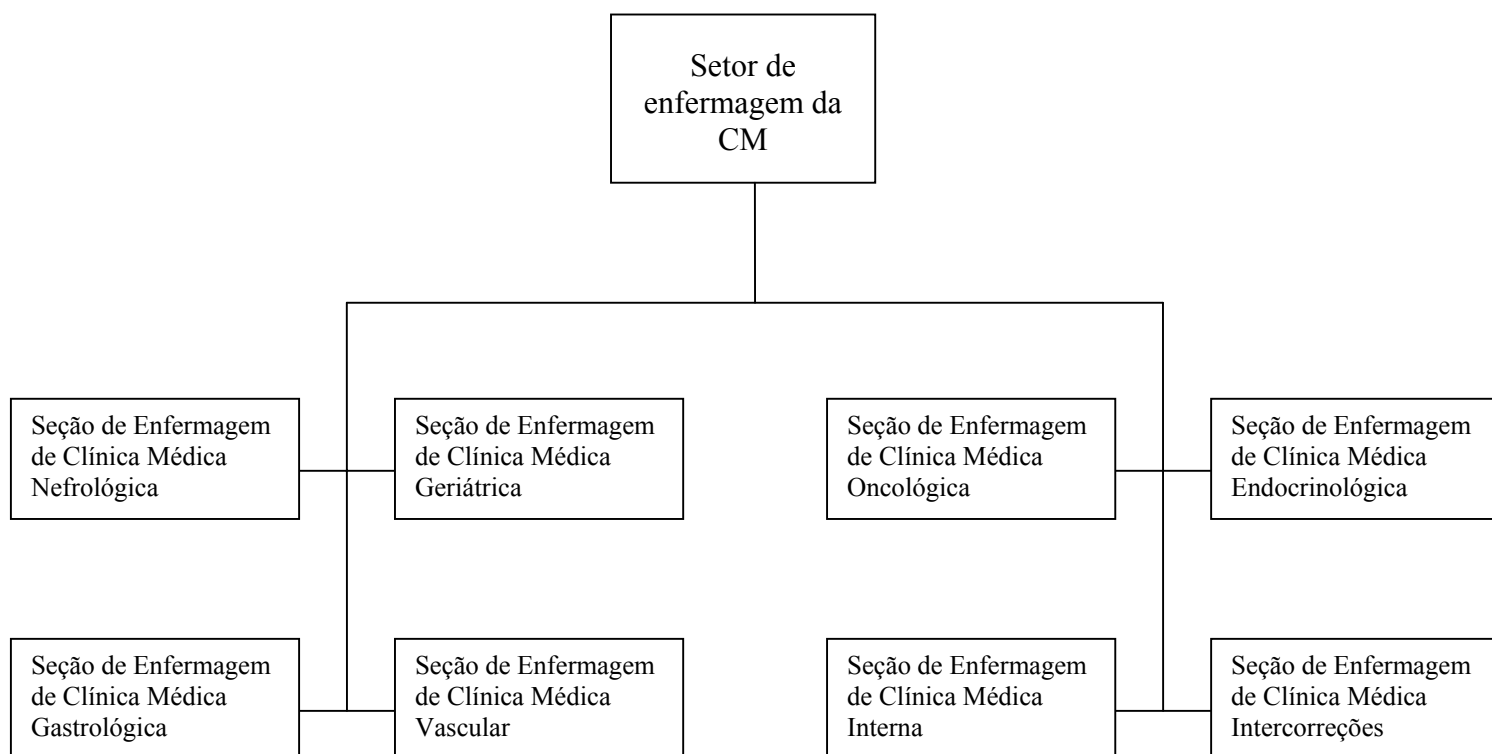 Setor de
enfermagem da
CM
Seção de Enfermagem
de Clínica Médica
Nefrológica
Seção de Enfermagem
de Clínica Médica
Geriátrica
Seção de Enfermagem
de Clínica Médica
Oncológica
Seção de Enfermagem
de Clínica Médica
Endocrinológica
Seção de Enfermagem
de Clínica Médica
Gastrológica
Seção de Enfermagem
de Clínica Médica
Vascular
Seção de Enfermagem
de Clínica Médica
Interna
Seção de Enfermagem
de Clínica Médica
Intercorreções